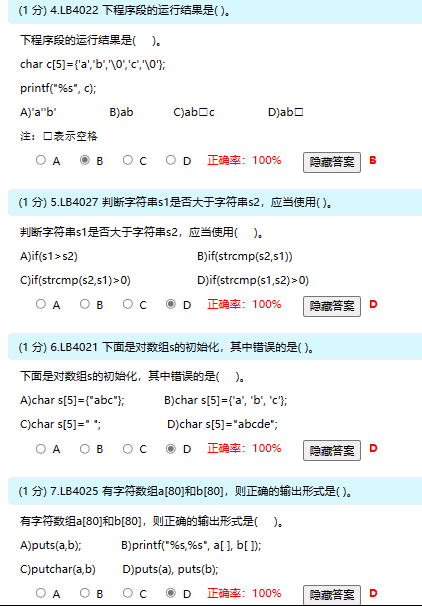 (1 分) 4.LB4022 下程序段的运行结果是( )。
下程序段的运行结果是(　 )。
char c[5]={'a','b','\0','c','\0'};
printf("%s", c);
A)'a''b'　　B)ab　　C)ab□c　　D)ab□
注：□表示空格
A B C D 正确率：100% 隐藏答案 B
(1 分) 5.LB4027 判断字符串s1是否大于字符串s2，应当使用( )。
判断字符串s1是否大于字符串s2，应当使用(　 )。
A)if(s1>s2)　　B)if(strcmp(s2,s1))
C)if(strcmp(s2,s1)>0)　　D)if(strcmp(s1,s2)>0)
A B C D 正确率：100% 隐藏答案 D
(1 分) 6.LB4021 下面是对数组s的初始化，其中错误的是( )。
下面是对数组s的初始化，其中错误的是(　 )。
A)char s[5]={"abc"};　　B)char s[5]={'a', 'b', 'c'};
C)char s[5]=" ";　　D)char s[5]="abcde";
A B C D 正确率：100% 隐藏答案 D
(1 分) 7.LB4025 有字符数组a[80]和b[80]，则正确的输出形式是( )。
有字符数组a[80]和b[80]，则正确的输出形式是(　 )。
A)puts(a,b);　　B)printf("%s,%s", a[ ], b[ ]);
C)putchar(a,b)　　D)puts(a), puts(b);
A B C D 正确率：100% 隐藏答案 D